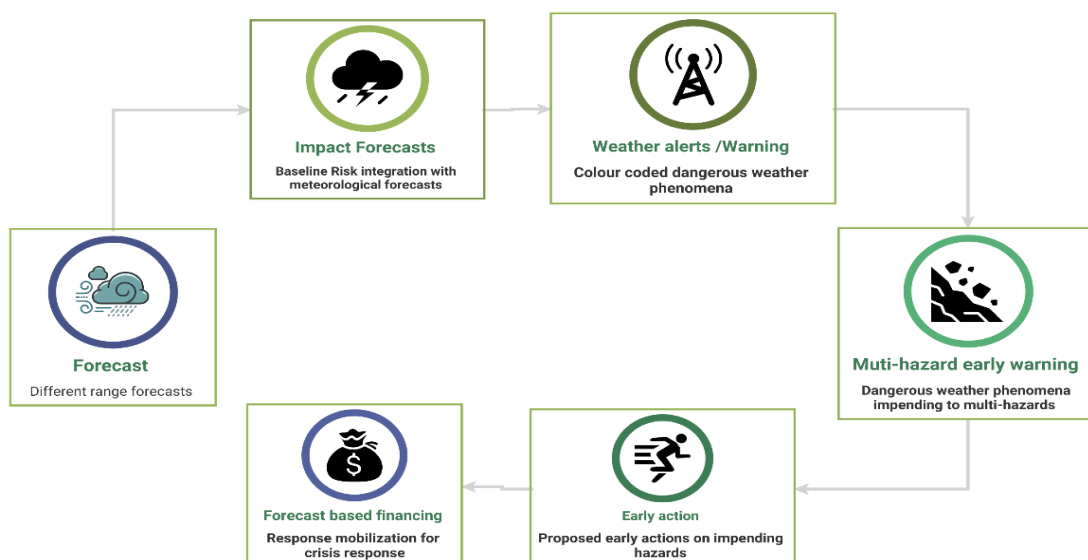 Forecast
Different range forecasts
Impact Forecasts
Baseline Risk integration with
meteorological forecasts
Weather alerts /Warning
Colour coded dangerous weather
phenomena
Muti-hazard early warning
Dangerous weather phenomena
impending to multi-hazards
Early action
Proposed early actions on impending
hazards
$
Forecast based financing
Response mobilization for
crisis response